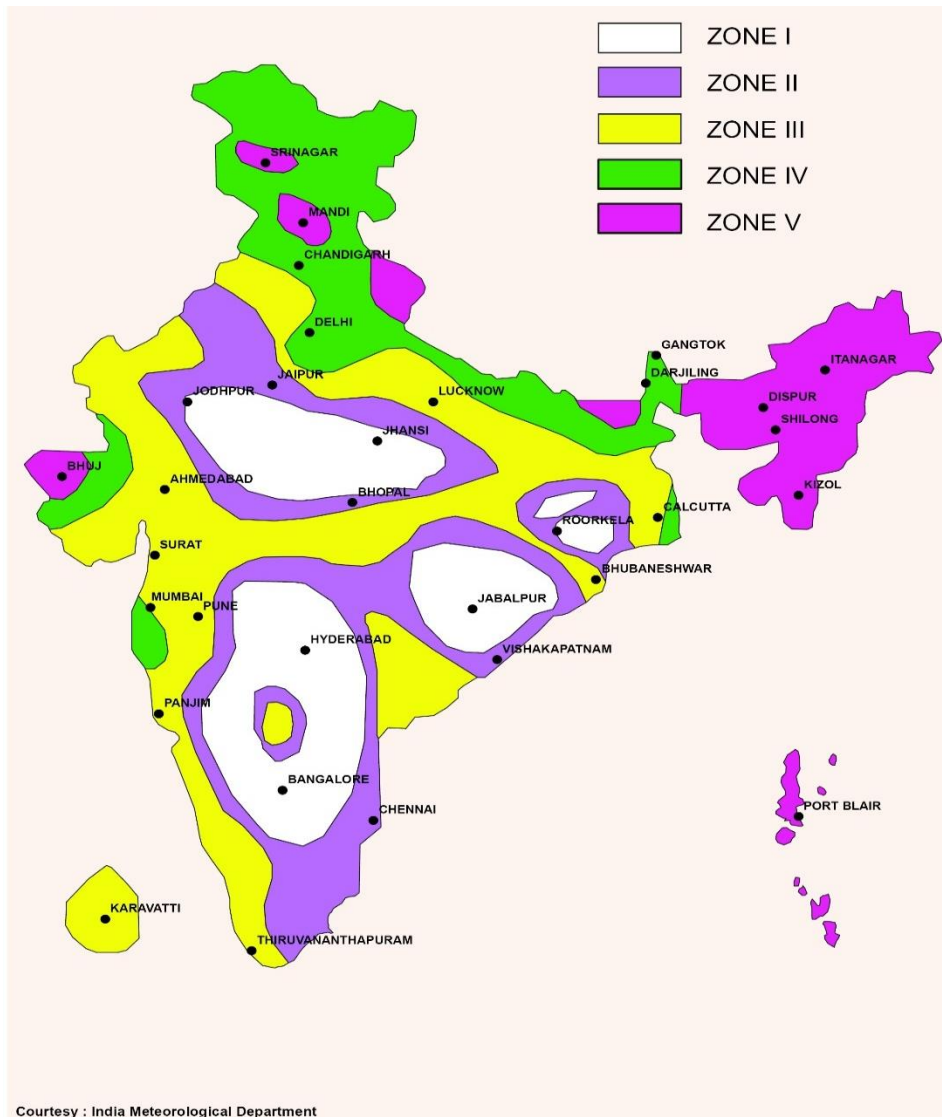 ZONE I
ZONE II
ZONE III
ZONE IV
ZONE V
SRINAGAR
MANDI
CHANDIGARH
DELHI
GANGTOK
ITANAGAR
JAIPUR
DARJILING
JODHPUR
LUCKNOW
DISPUR
SHILONG
JHANSI
BHUJ
AHMEDABAD
BHOPAL
KIZOL
CALCUTTA
ROORKELA
SURAT
BHUBANESHWAR
MUMBAI
PUNE
JABALPUR
HYDERABAD
VISHAKAPATNAM
PANJIM
BANGALORE
PORT BLAIR
CHENNAI
KARAVATTI
THIRUVANANTHAPURAM
Courtesy : India Meteorological Department